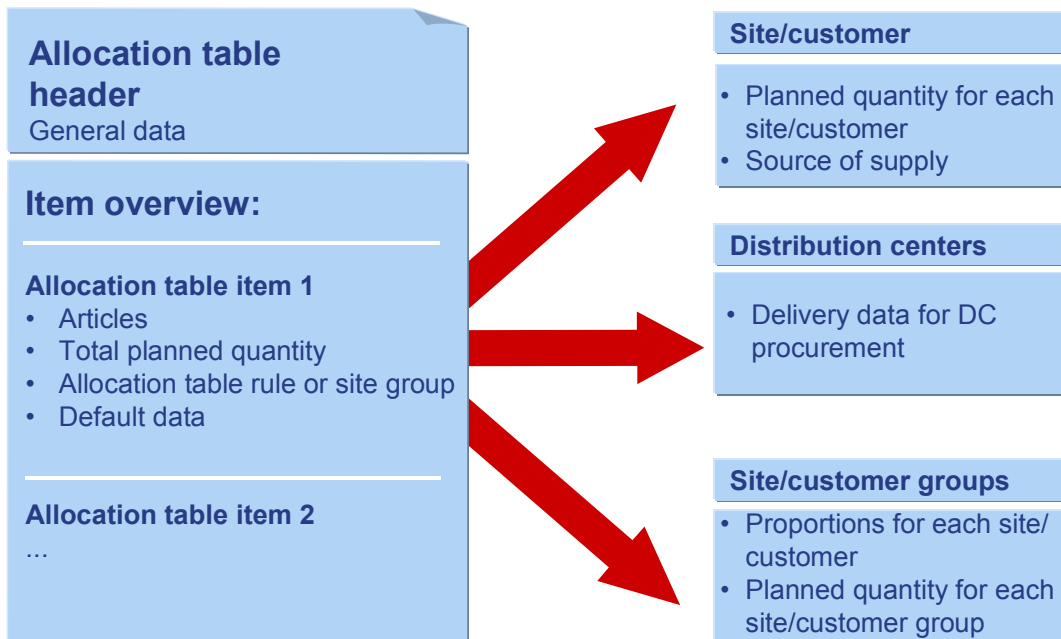 Allocation table
header
General data
Item overview:
Allocation table item 1
• Articles
• Total planned quantity
• Allocation table rule or site group
• Default data
Allocation table item 2
...
Site/customer
• Planned quantity for each
site/customer
• Source of supply
Distribution centers
• Delivery data for DC
procurement
Site/customer groups
• Proportions for each site/
customer
• Planned quantity for each
site/customer group